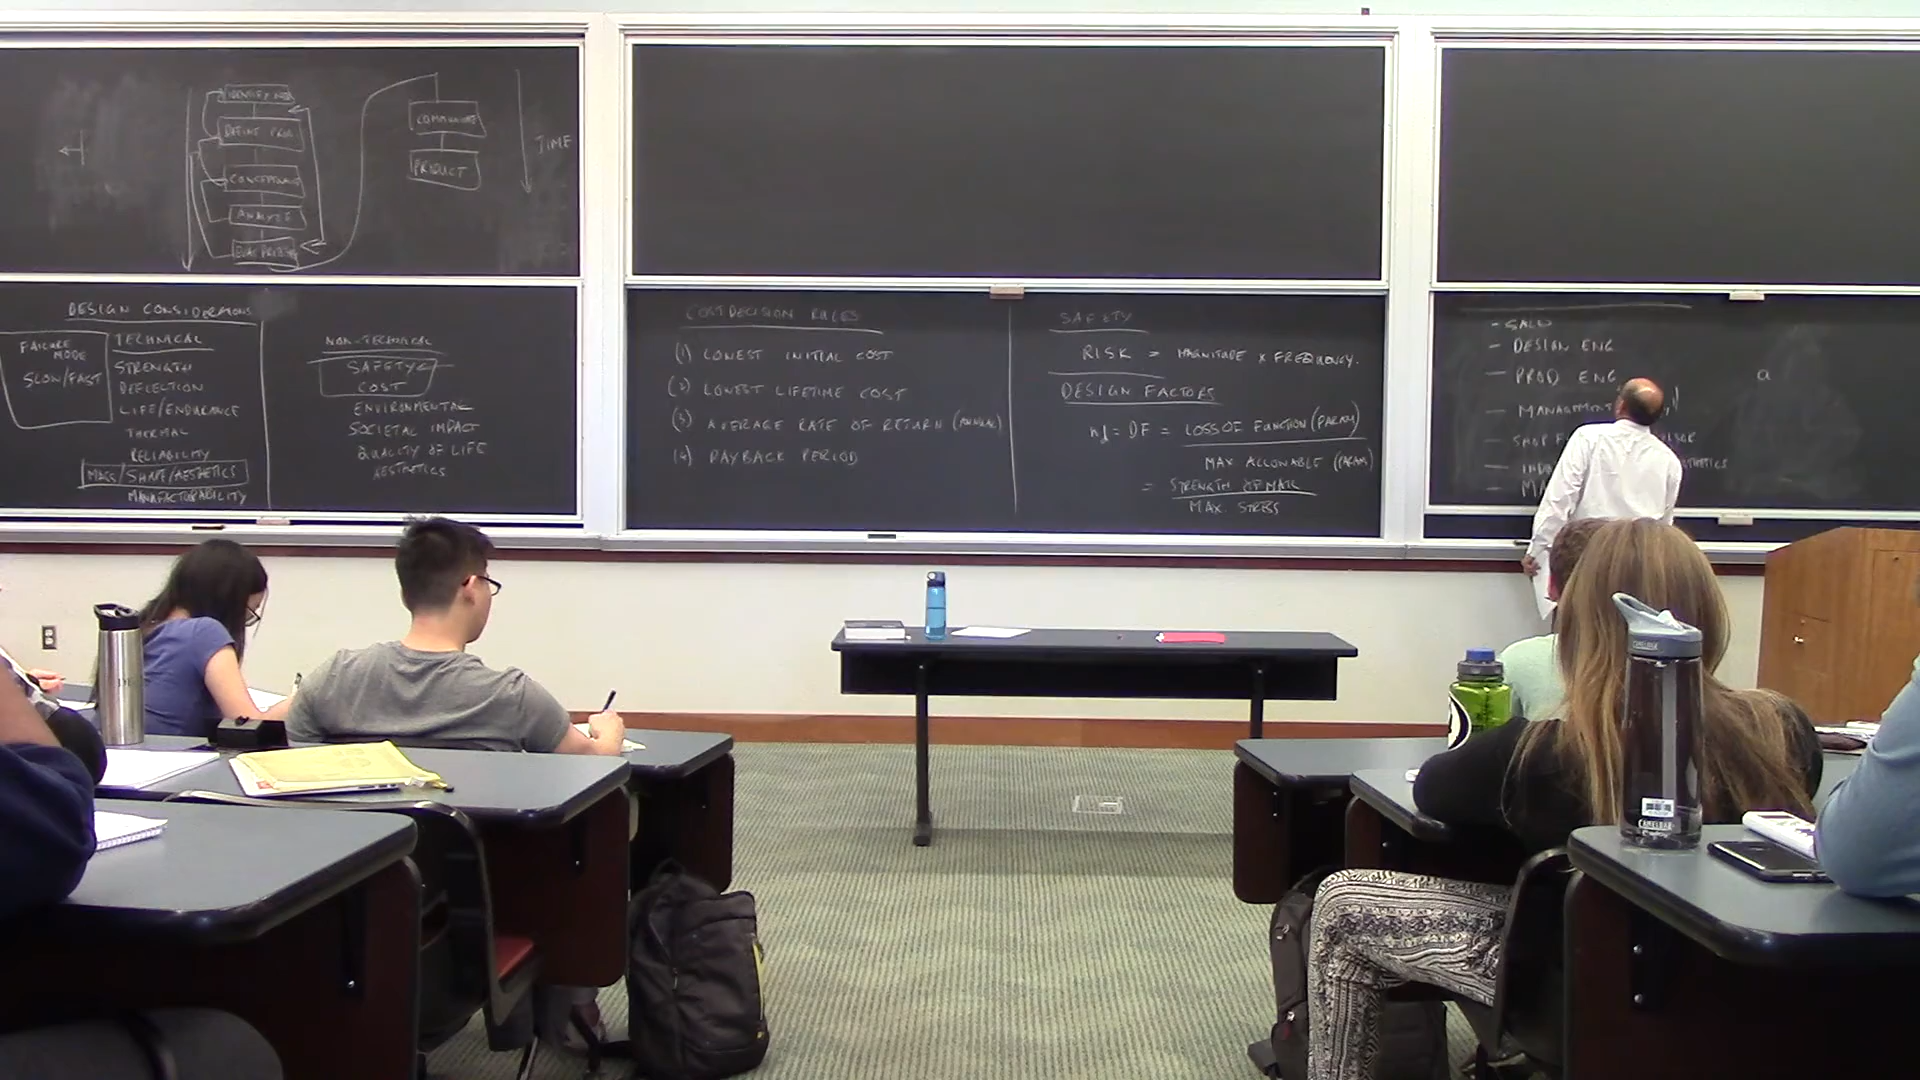 IDENTIFY NEED
DEFINE PROB.
CONCEPTUALIZE
ANALYZE
COMMUNICATE
PRODUCT
TIME
DESIGN CONSIDERATIONS
FAILURE MODE
SLOW/FAST
TECHNICAL
STRENGTH
DEFLECTION
LIFE/ENDURANCE
THERMAL
RELIABILITY
MASS/SHAPE/AESTHETICS
MANUFACTURABILITY
NON-TECHNICAL
SAFETY
COST
ENVIRONMENTAL
SOCIETAL IMPACT
QUALITY OF LIFE
AESTHETICS
COST DECISION RULES
(1) LOWEST INITIAL COST
(2) LOWEST LIFETIME COST
(3) AVERAGE RATE OF RETURN (ANNUAL)
(4) PAYBACK PERIOD
SAFETY
RISK = MAGNITUDE x FREQUENCY.
DESIGN FACTORS
nd = DF = LOSS OF FUNCTION (PARAM)
MAX ALLOWABLE (PARAM)
= STRENGTH OF MATL
MAX. STRESS
- DESIGN ENG
- PROD ENG
- MANAGEMENT
a
CAMELBAK